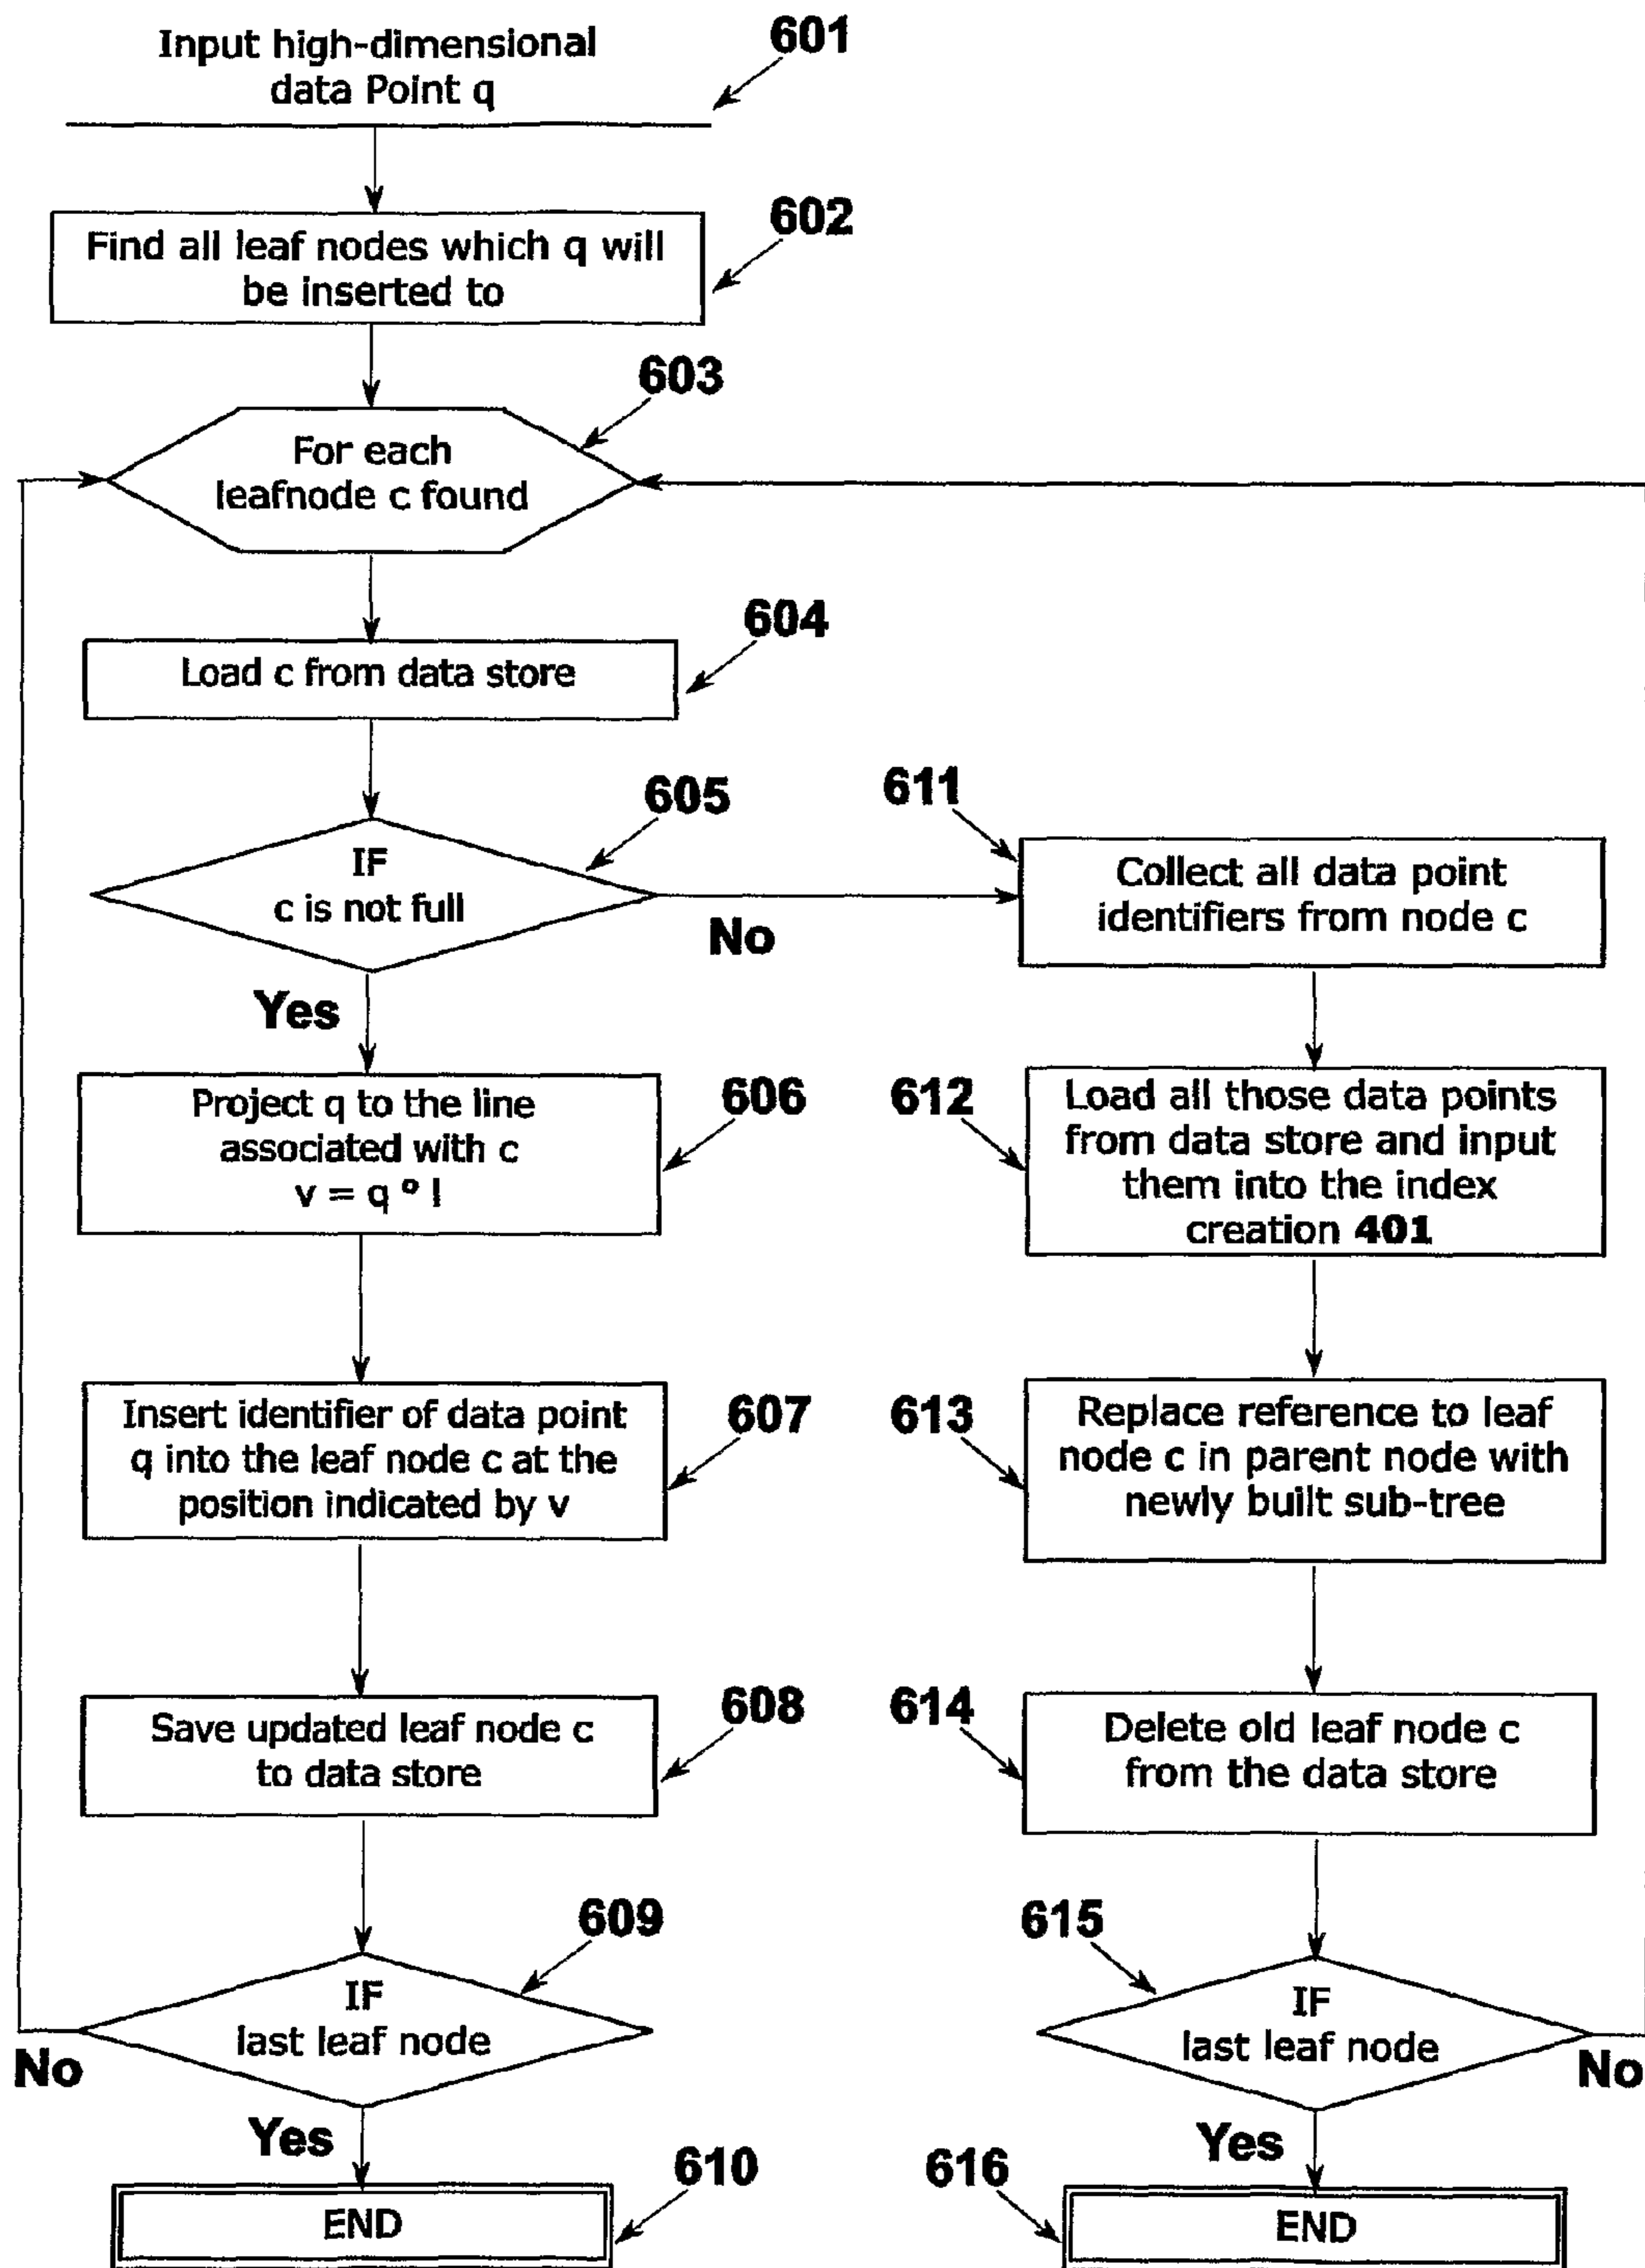 Input high-dimensional
data Point q
601
Find all leaf nodes which q will
be inserted to
602
For each
leafnode c found
603
Load c from data store
604
IF
c is not full
605
No
Yes
Project q to the line
associated with c
v = q ° l
606
Insert identifier of data point
q into the leaf node c at the
position indicated by v
607
Save updated leaf node c
to data store
608
IF
last leaf node
609
No
Yes
END
610
611
Collect all data point
identifiers from node c
612
Load all those data points
from data store and input
them into the index
creation 401
613
Replace reference to leaf
node c in parent node with
newly built sub-tree
614
Delete old leaf node c
from the data store
615
IF
last leaf node
No
Yes
616
END